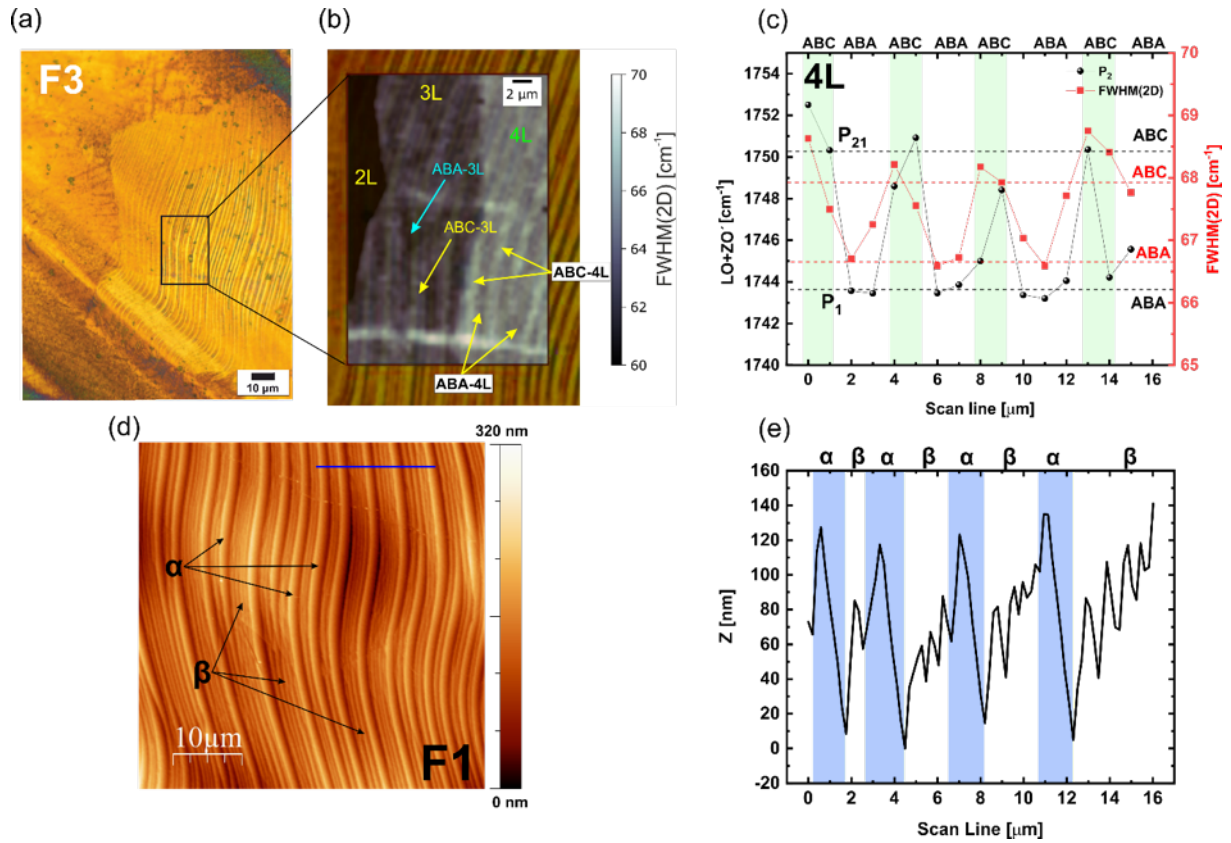 (a)
F3
10 µm
(b)
2 µm
3L
4L
2L
ABA-3L
ABC-3L
ABC-4L
ABA-4L
70
68
66
64
62
60
FWHM(2D) [cm⁻¹]
(c)
ABC ABA ABC ABA ABC ABA ABC ABA
4L
P₂
FWHM(2D)
P₂₁
P₁
ABC
ABC
ABA
ABA
1754
1752
1750
1748
1746
1744
1742
1740
LO+ZO´ [cm⁻¹]
70
69
68
67
66
65
FWHM(2D) [cm⁻¹]
0 2 4 6 8 10 12 14 16
Scan line [µm]
(d)
320 nm
α
β
10µm
F1
0 nm
(e)
α β α β α β α β
160
140
120
100
80
60
40
20
0
-20
Z [nm]
0 2 4 6 8 10 12 14 16
Scan Line [µm]